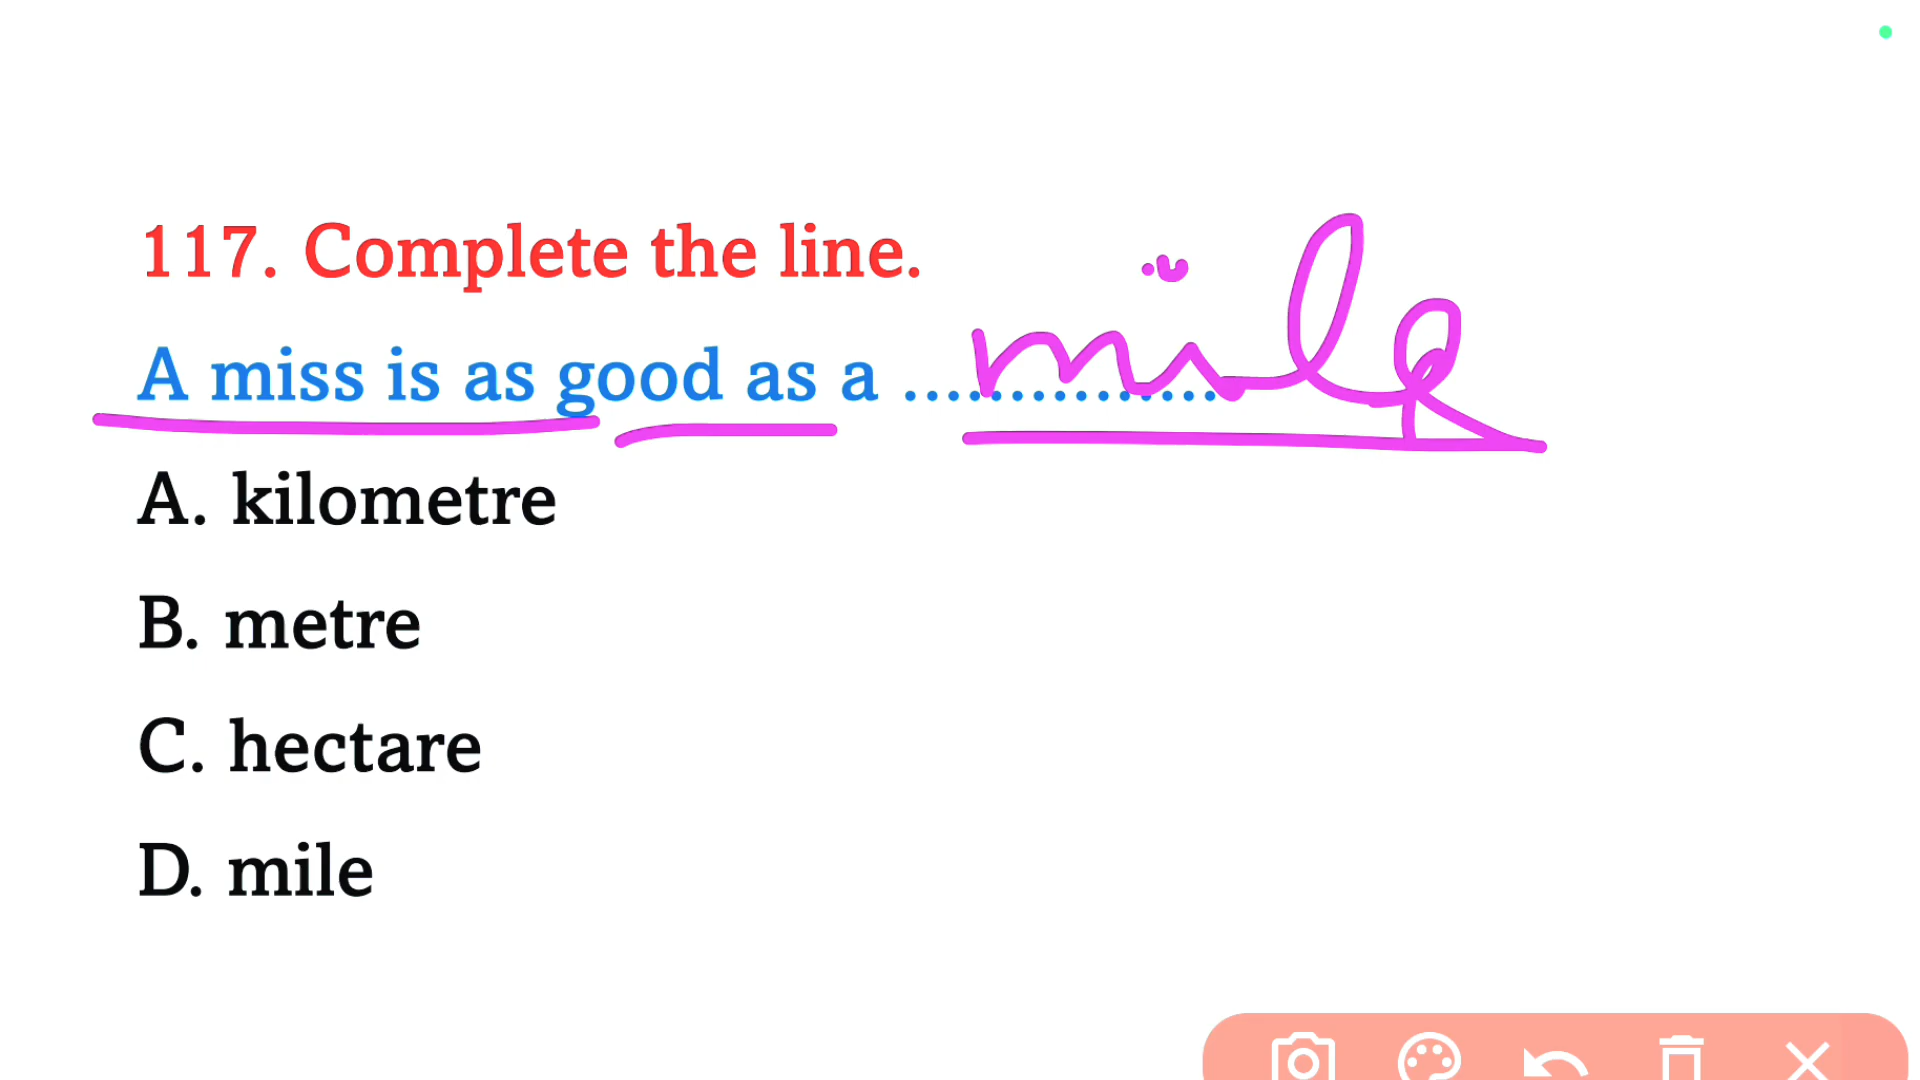 117. Complete the line.
A miss is as good as a ............... mile
A. kilometre
B. metre
C. hectare
D. mile